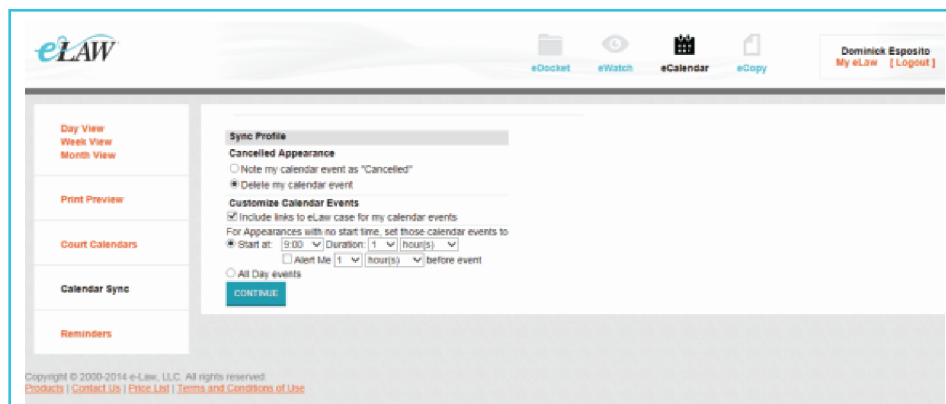 eLAW
eDocket eWatch eCalendar eCopy
Dominick Esposito
My eLaw [ Logout ]
Day View
Week View
Month View
Print Preview
Court Calendars
Calendar Sync
Reminders
Sync Profile
Cancelled Appearance
Note my calendar event as "Cancelled"
Delete my calendar event
Customize Calendar Events
Include links to eLaw case for my calendar events
For Appearances with no start time, set those calendar events to
Start at: 9:00 Duration: 1 hour(s)
Alert Me 1 hour(s) before event
All Day events
CONTINUE
Copyright © 2000-2014 e-Law, LLC. All rights reserved.
Products | Contact Us | Price List | Terms and Conditions of Use